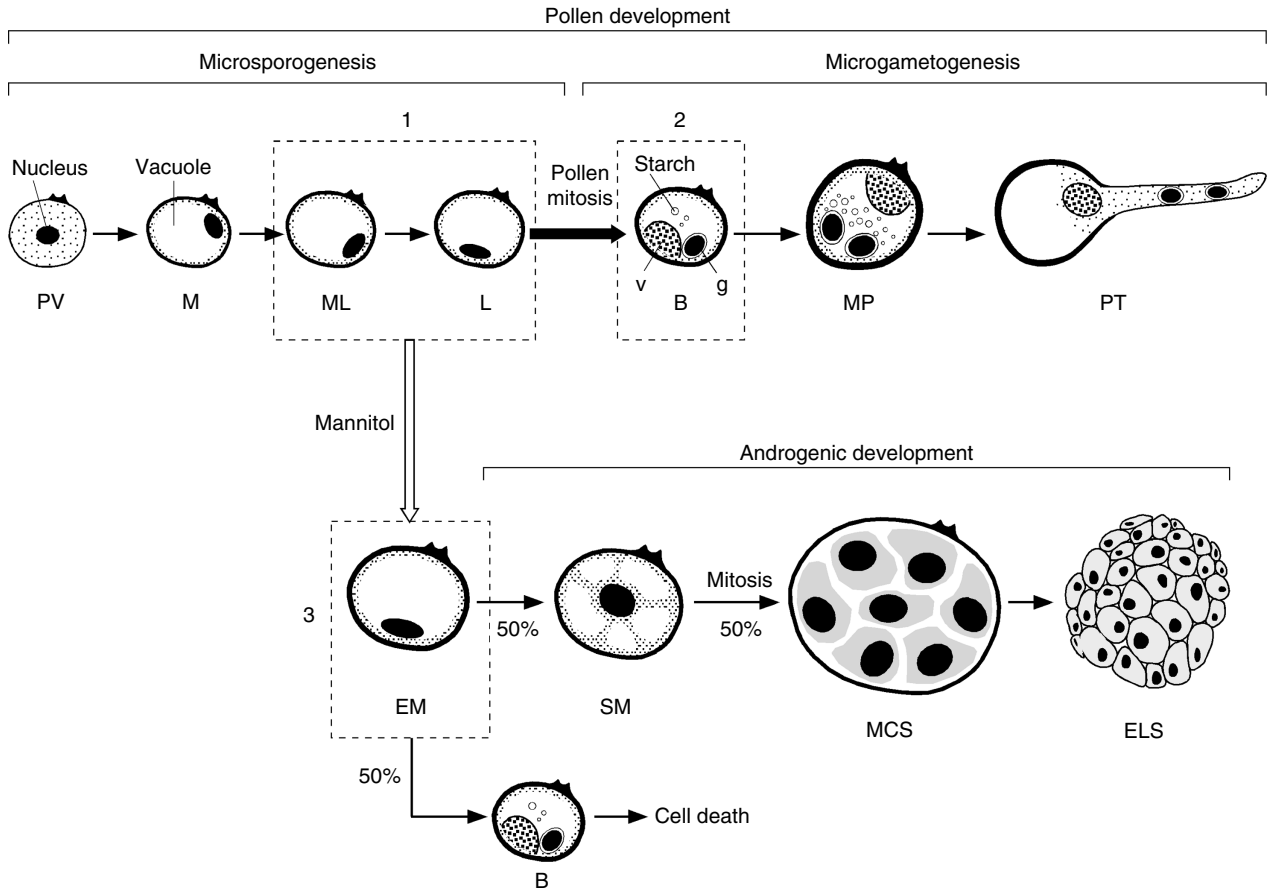 Pollen development
Microsporogenesis
Microgametogenesis
1
2
Nucleus
Vacuole
Pollen
mitosis
Starch
v
g
PV
M
ML
L
B
MP
PT
Mannitol
Androgenic development
3
50%
Mitosis
50%
EM
SM
MCS
ELS
50%
Cell death
B